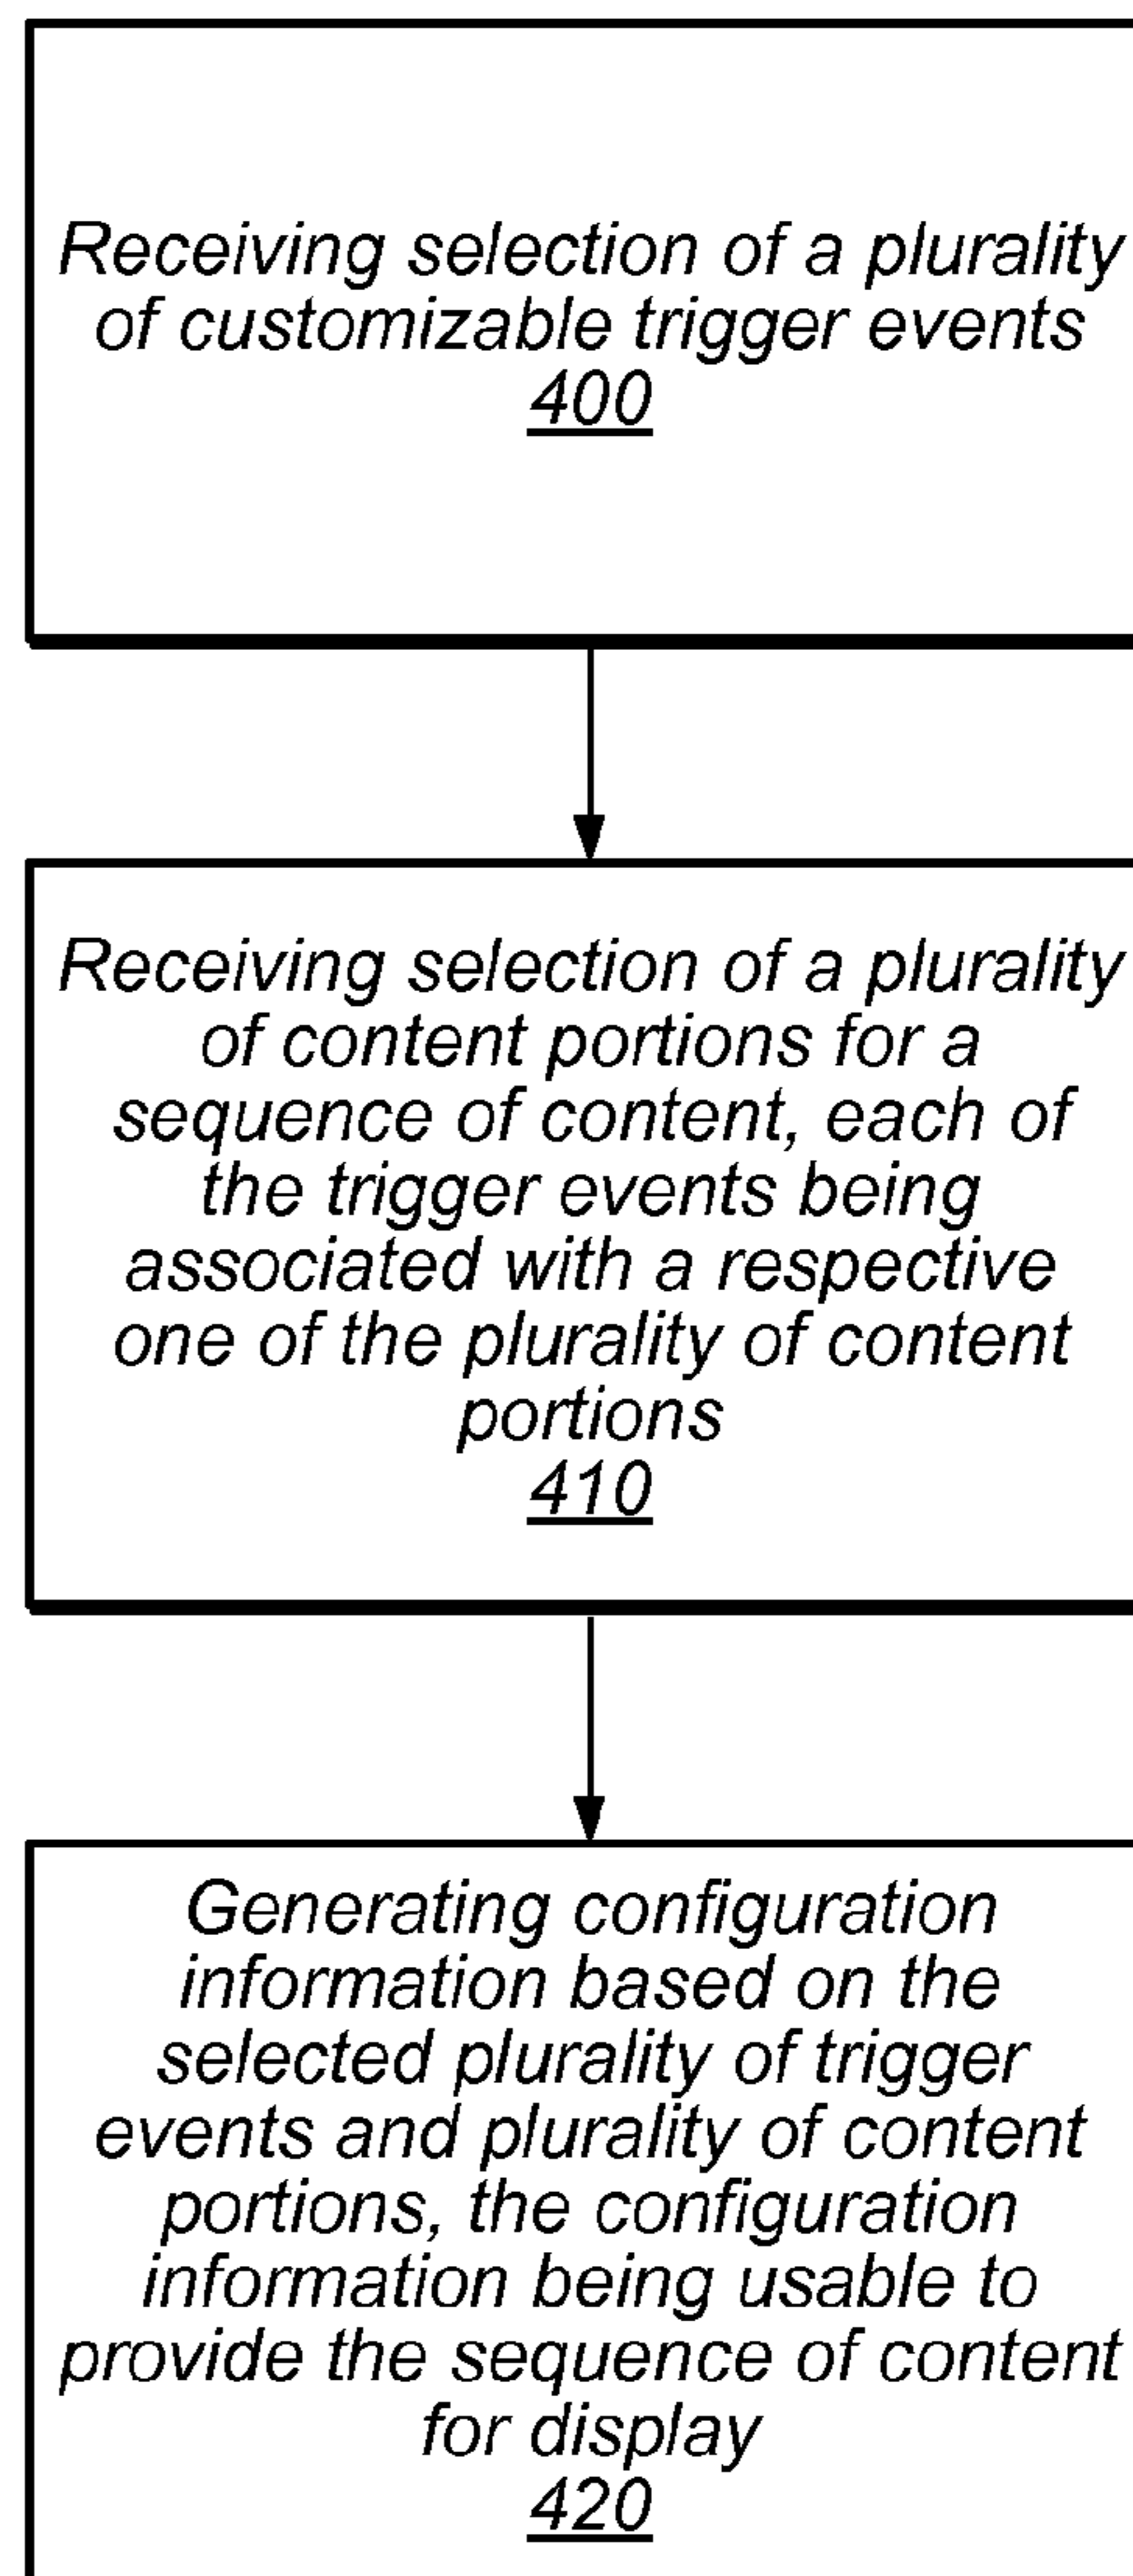 Receiving selection of a plurality
of customizable trigger events
400
Receiving selection of a plurality
of content portions for a
sequence of content, each of
the trigger events being
associated with a respective
one of the plurality of content
portions
410
Generating configuration
information based on the
selected plurality of trigger
events and plurality of content
portions, the configuration
information being usable to
provide the sequence of content
for display
420